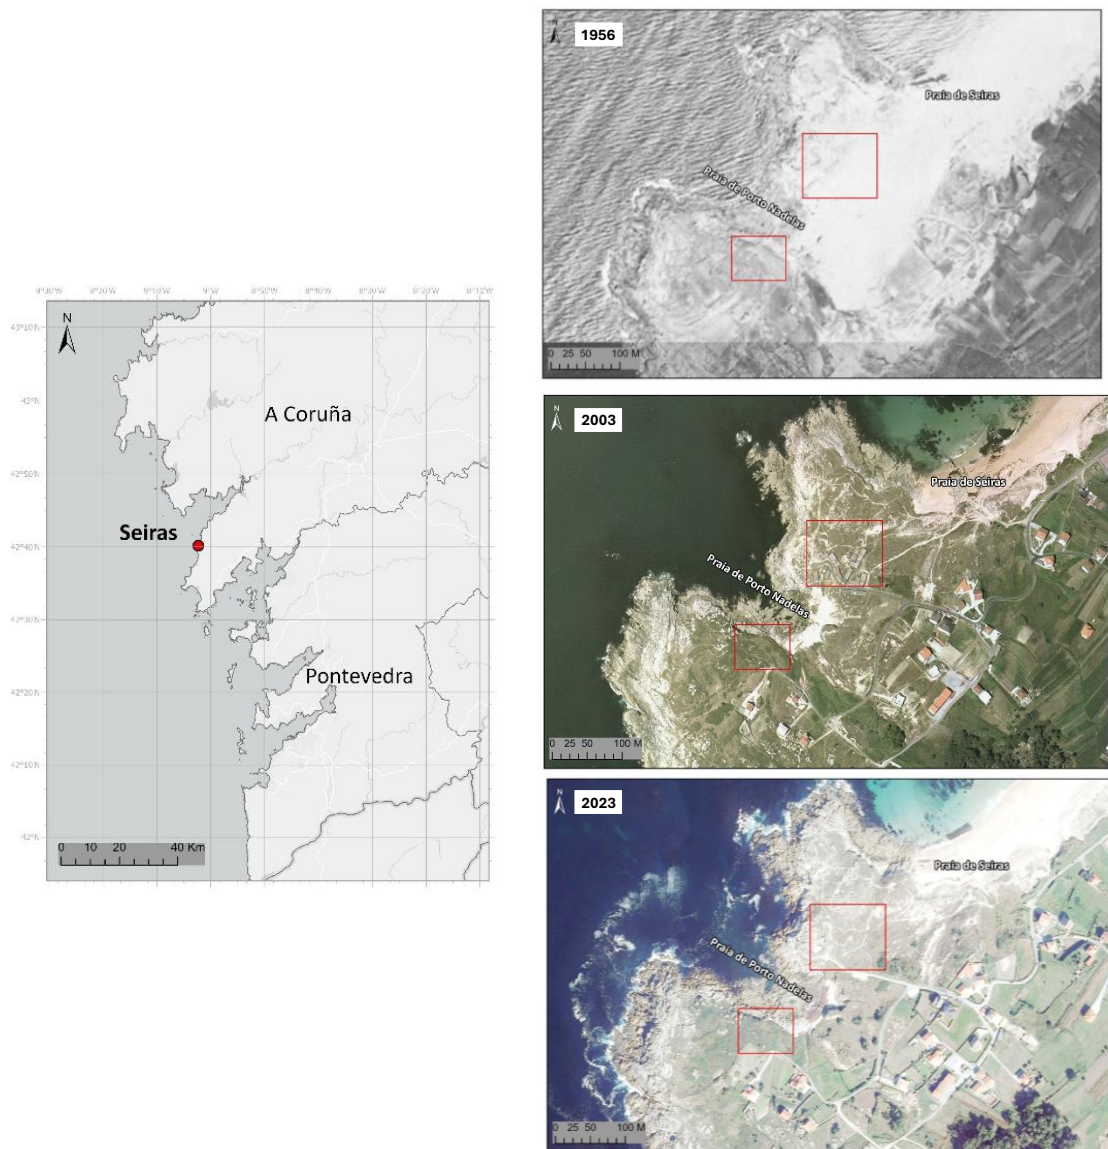 9°30'W 9°20'W 9°10'W 9°W 8°50'W 8°40'W 8°30'W 8°20'W 8°10'W
43°10'N
N
43°N
A Coruña
42°50'N
Seiras
42°40'N
42°30'N
Pontevedra
42°20'N
42°10'N
42°N
0 10 20 40 Km
N
1956
Praia de Seiras
Praia de Porto Nadelas
0 25 50 100 M
N
2003
Praia de Seiras
Praia de Porto Nadelas
0 25 50 100 M
N
2023
Praia de Seiras
Praia de Porto Nadelas
0 25 50 100 M